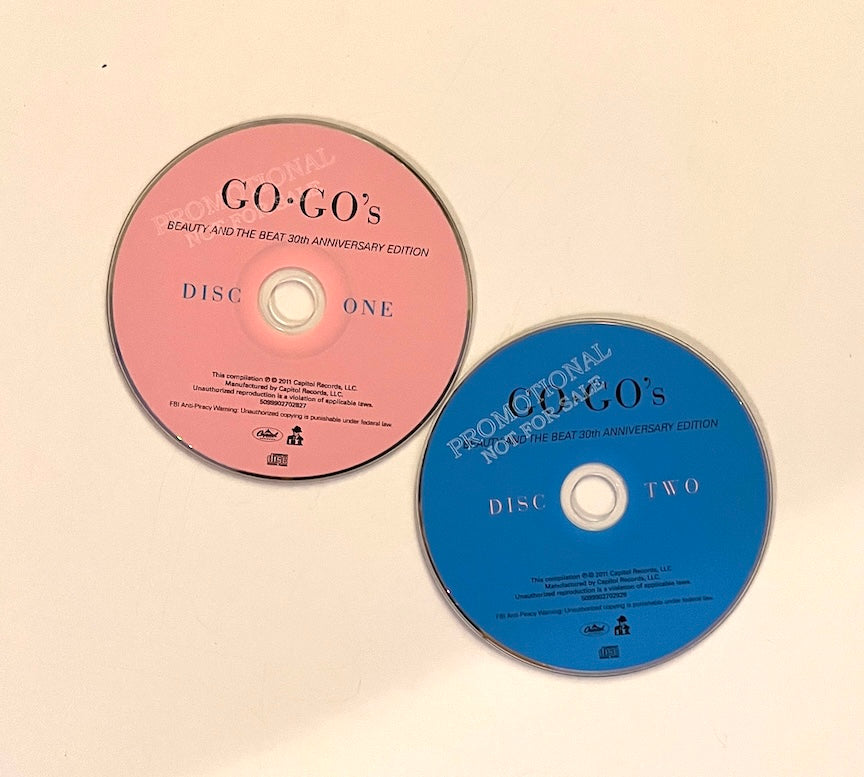 PROMOTIONAL
NOT FOR SALE
GO•GO's
BEAUTY AND THE BEAT 30th ANNIVERSARY EDITION
DISC ONE
This compilation ℗ © 2011 Capitol Records, LLC.
Manufactured by Capitol Records, LLC.
Unauthorized reproduction is a violation of applicable laws.
5099902702827
FBI Anti-Piracy Warning: Unauthorized copying is punishable under federal law.
Capitol
PROMOTIONAL
NOT FOR SALE
GO•GO's
BEAUTY AND THE BEAT 30th ANNIVERSARY EDITION
DISC TWO
This compilation ℗ © 2011 Capitol Records, LLC.
Manufactured by Capitol Records, LLC.
Unauthorized reproduction is a violation of applicable laws.
5099902702926
FBI Anti-Piracy Warning: Unauthorized copying is punishable under federal law.
Capitol